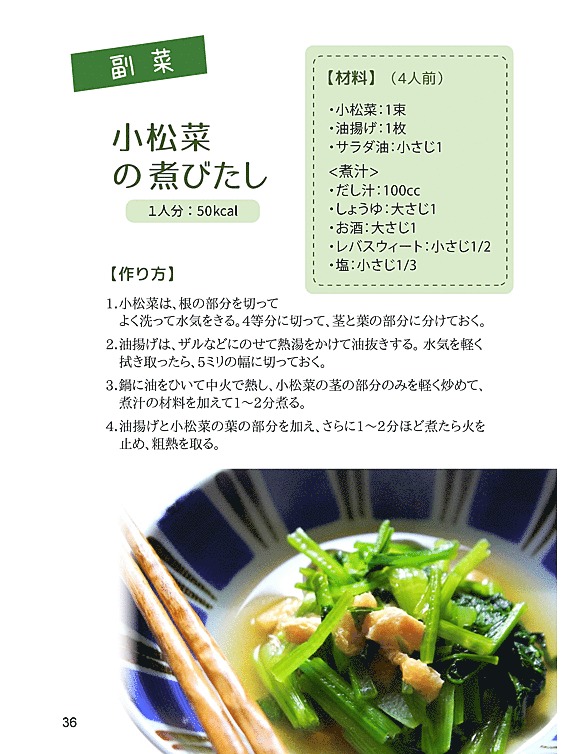 副菜
小松菜
の煮びたし
1人分：50kcal
【材料】（4人前）
・小松菜：1束
・油揚げ：1枚
・サラダ油：小さじ1
<煮汁>
・だし汁：100cc
・しょうゆ：大さじ1
・お酒：大さじ1
・レバスウィート：小さじ1/2
・塩：小さじ1/3
【作り方】
1.小松菜は、根の部分を切って
よく洗って水気をきる。4等分に切って、茎と葉の部分に分けておく。
2.油揚げは、ザルなどにのせて熱湯をかけて油抜きする。 水気を軽く
拭き取ったら、5ミリの幅に切っておく。
3.鍋に油をひいて中火で熱し、小松菜の茎の部分のみを軽く炒めて、
煮汁の材料を加えて1〜2分煮る。
4.油揚げと小松菜の葉の部分を加え、さらに1〜2分ほど煮たら火を
止め、粗熱を取る。
36